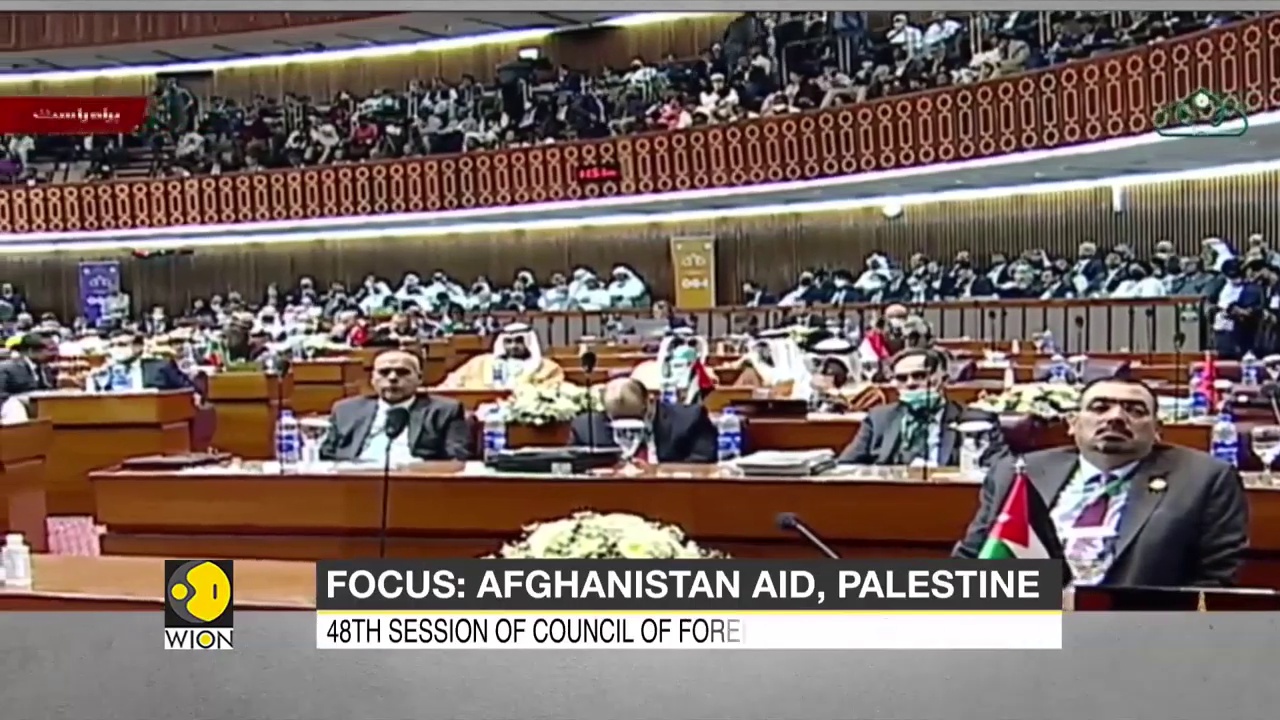 FOCUS: AFGHANISTAN AID, PALESTINE
48TH SESSION OF COUNCIL OF FORE
WION